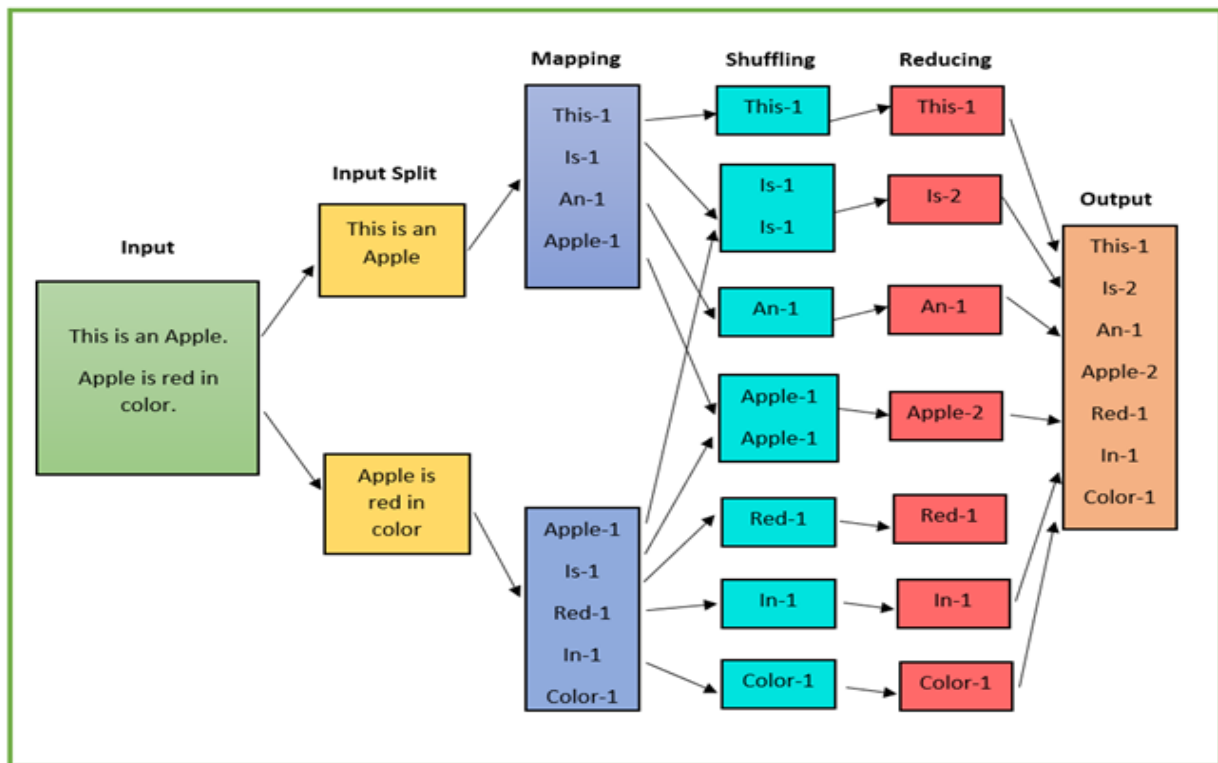 Input
This is an Apple.
Apple is red in
color.
Input Split
This is an
Apple
Apple is
red in
color
Mapping
This-1
Is-1
An-1
Apple-1
Apple-1
Is-1
Red-1
In-1
Color-1
Shuffling
This-1
Is-1
Is-1
An-1
Apple-1
Apple-1
Red-1
In-1
Color-1
Reducing
This-1
Is-2
An-1
Apple-2
Red-1
In-1
Color-1
Output
This-1
Is-2
An-1
Apple-2
Red-1
In-1
Color-1